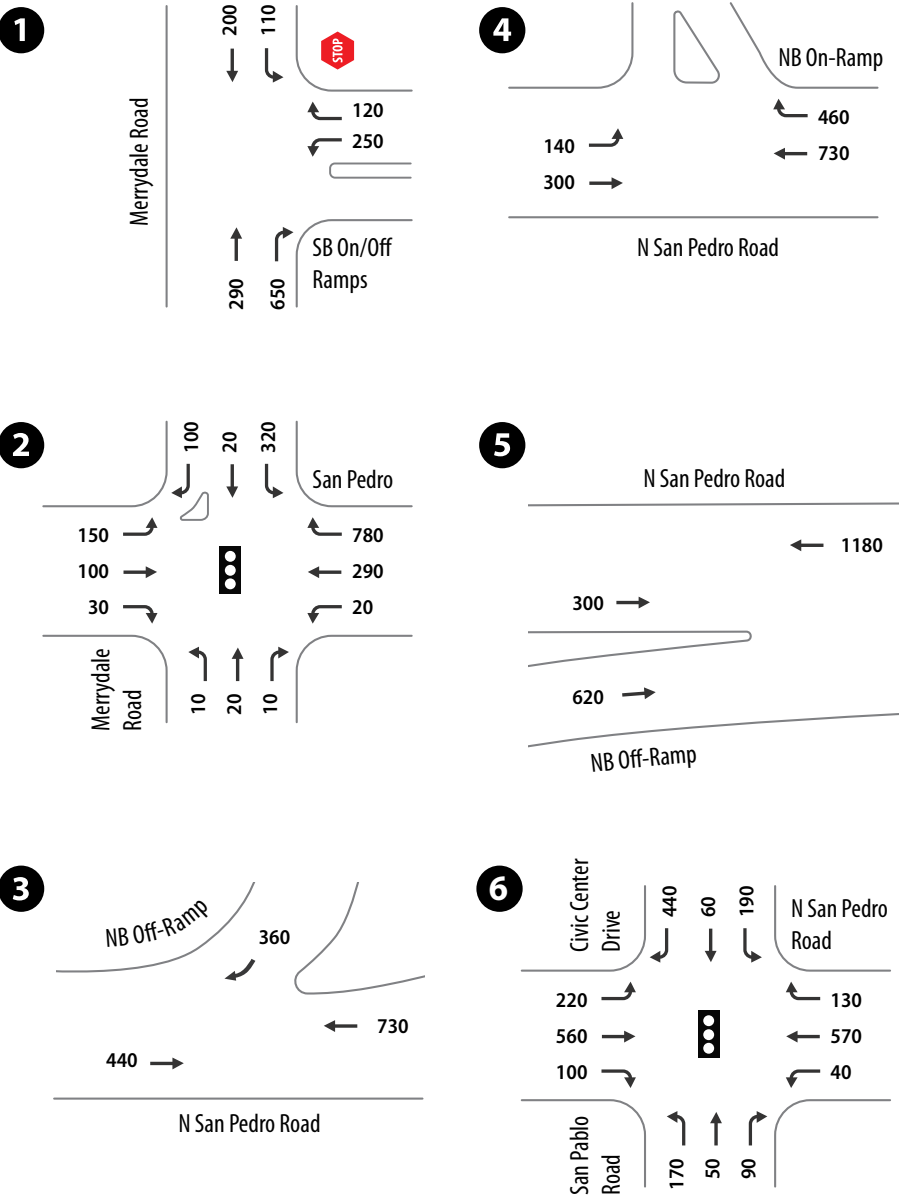 1
200
110
STOP
120
250
Merrydale Road
290
650
SB On/Off
Ramps
4
NB On-Ramp
460
730
140
300
N San Pedro Road
2
100
20
320
San Pedro
150
100
30
780
290
20
Merrydale
Road
10
20
10
5
N San Pedro Road
1180
300
620
NB Off-Ramp
3
NB Off-Ramp
360
730
440
N San Pedro Road
6
Civic Center
Drive
440
60
190
N San Pedro
Road
220
560
100
130
570
40
San Pablo
Road
170
50
90